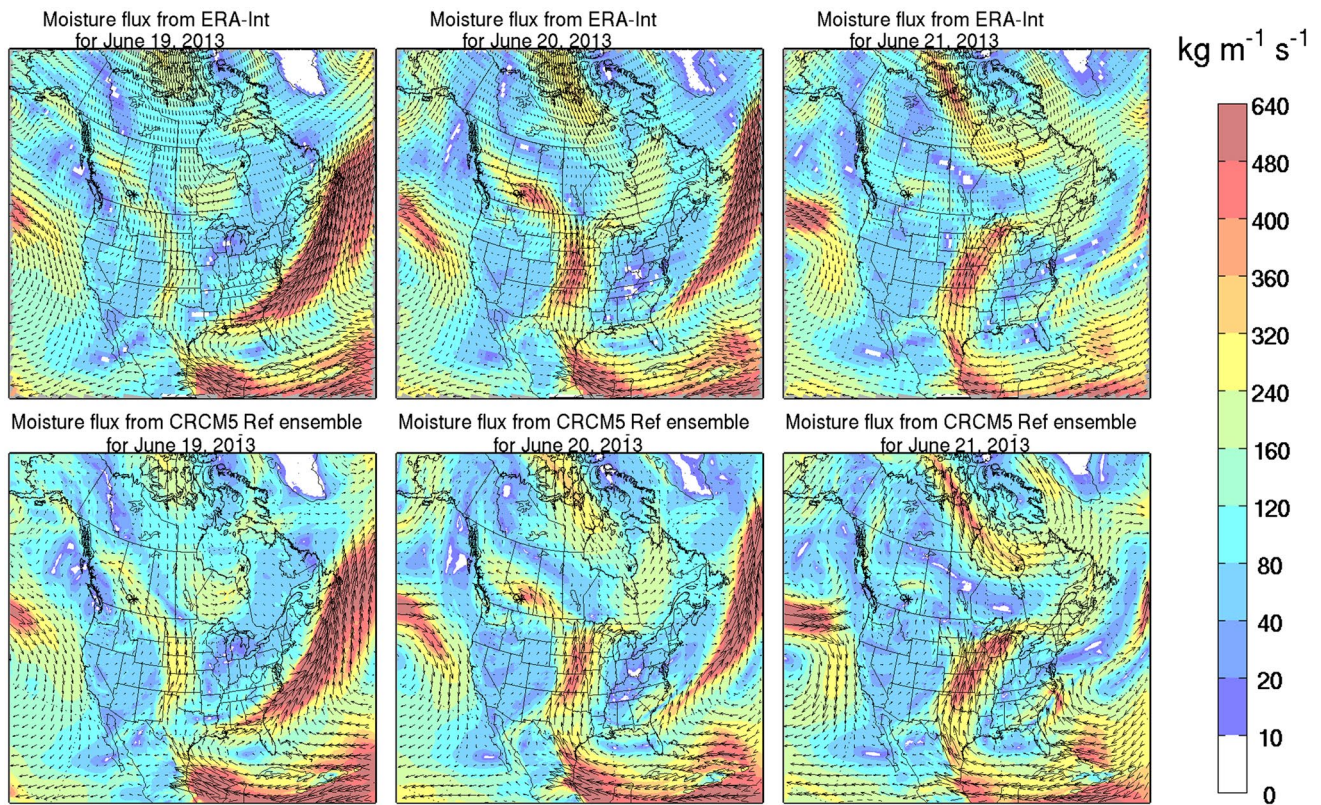 Moisture flux from ERA-Int
for June 19, 2013
Moisture flux from ERA-Int
for June 20, 2013
Moisture flux from ERA-Int
for June 21, 2013
kg m-1 s-1
640
480
400
360
320
240
160
120
80
40
20
10
0
Moisture flux from CRCM5 Ref ensemble
for June 19, 2013
Moisture flux from CRCM5 Ref ensemble
for June 20, 2013
Moisture flux from CRCM5 Ref ensemble
for June 21, 2013